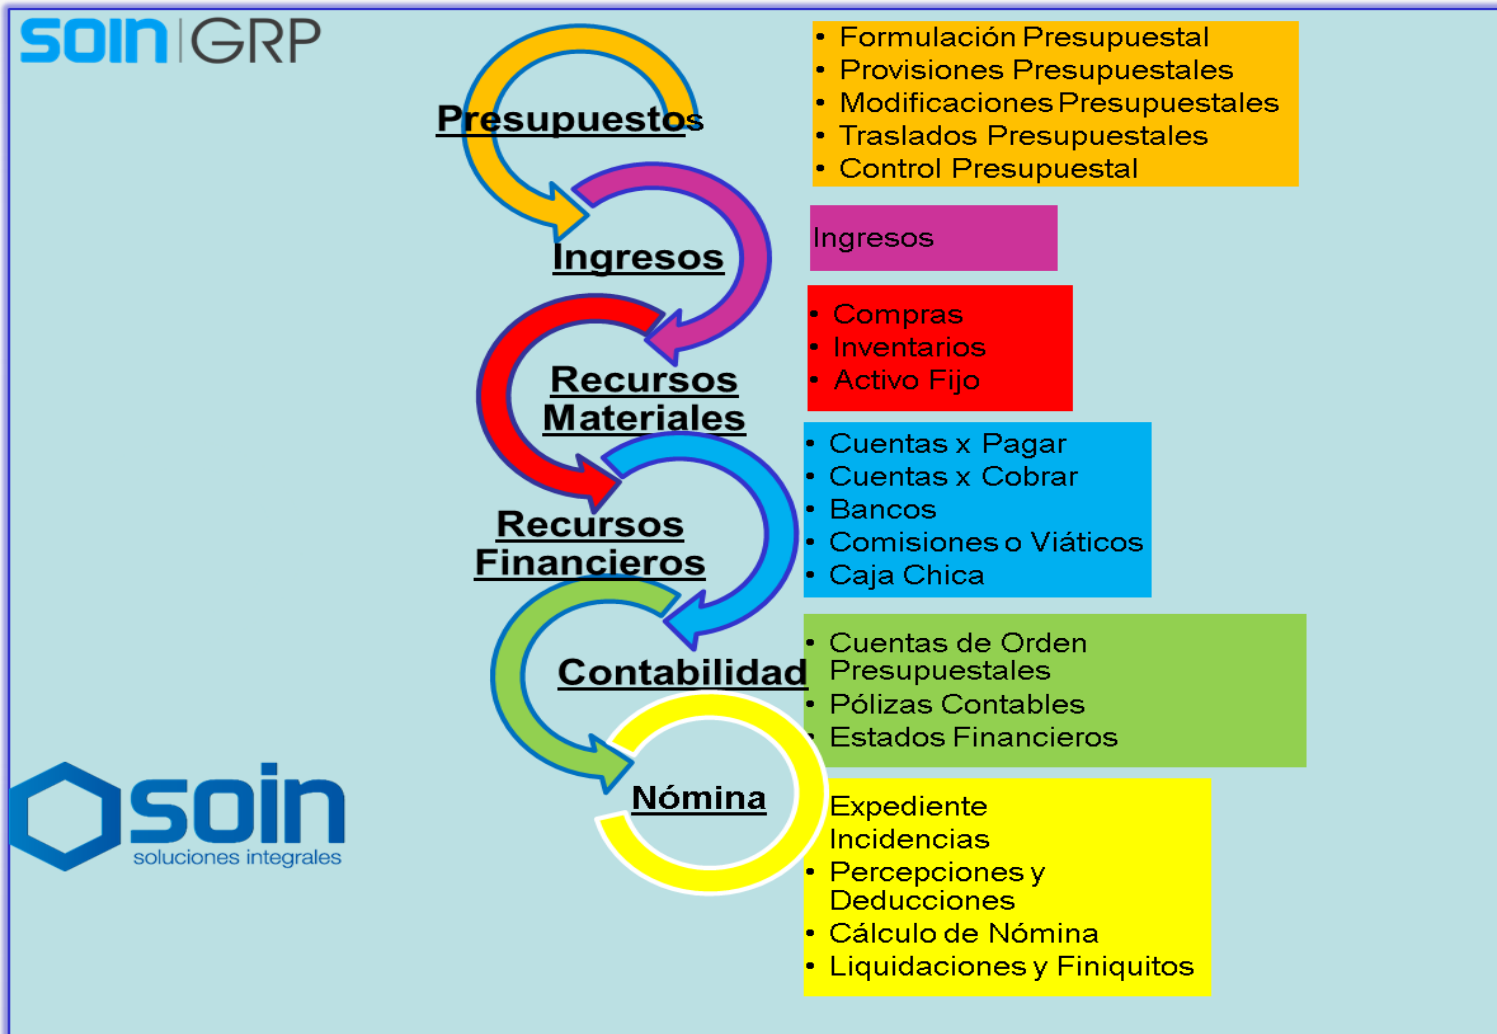 soin|GRP
Presupuestos
• Formulación Presupuestal
• Provisiones Presupuestales
• Modificaciones Presupuestales
• Traslados Presupuestales
• Control Presupuestal
Ingresos
Ingresos
Recursos
Materiales
• Compras
• Inventarios
• Activo Fijo
Recursos
Financieros
• Cuentas x Pagar
• Cuentas x Cobrar
• Bancos
• Comisiones o Viáticos
• Caja Chica
Contabilidad
• Cuentas de Orden
Presupuestales
• Pólizas Contables
• Estados Financieros
Nómina
Expediente
Incidencias
• Percepciones y
Deducciones
• Cálculo de Nómina
• Liquidaciones y Finiquitos
soin
soluciones integrales